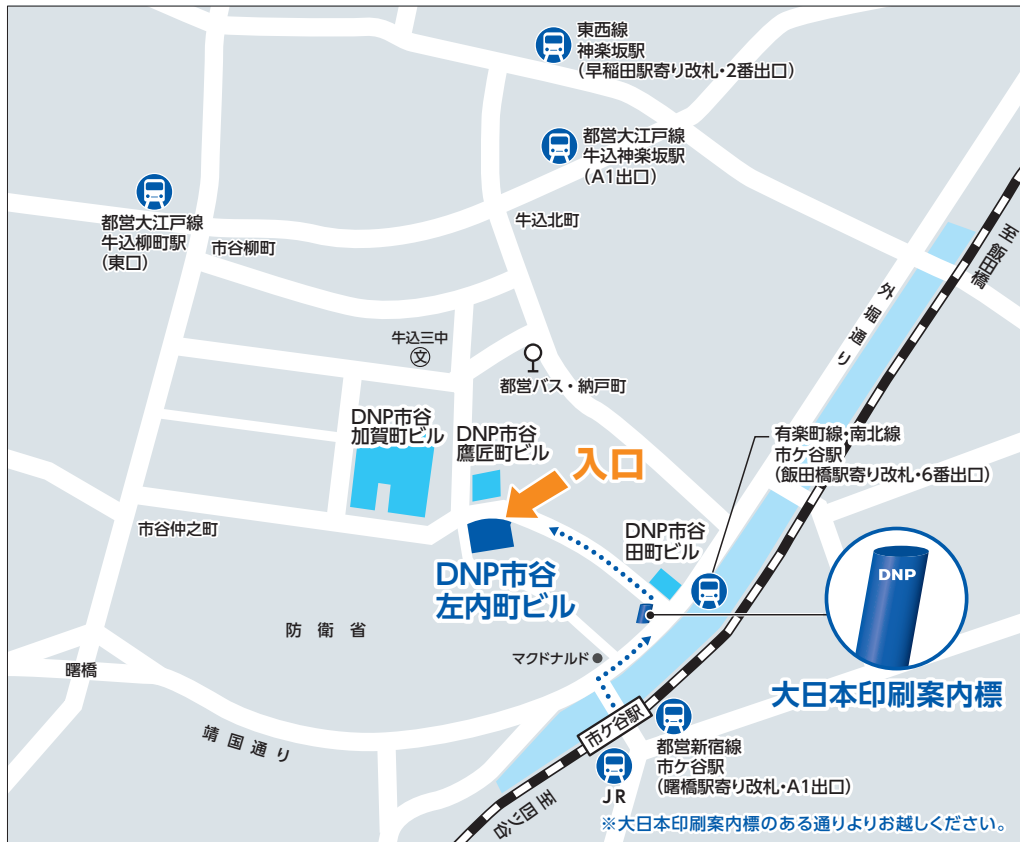 東西線
神楽坂駅
(早稲田駅寄り改札・2番出口)
都営大江戸線
牛込神楽坂駅
(A1出口)
都営大江戸線
牛込柳町駅
(東口)
市谷柳町
牛込北町
至飯田橋
外堀通り
牛込三中
文
都営バス・納戸町
DNP市谷
加賀町ビル
DNP市谷
鷹匠町ビル
入口
有楽町線・南北線
市ケ谷駅
(飯田橋駅寄り改札・6番出口)
市谷仲之町
DNP市谷
田町ビル
DNP市谷
左内町ビル
DNP
防衛省
マクドナルド
曙橋
大日本印刷案内標
靖国通り
市ケ谷駅
都営新宿線
市ケ谷駅
(曙橋駅寄り改札・A1出口)
JR
至四ツ谷
※大日本印刷案内標のある通りよりお越しください。